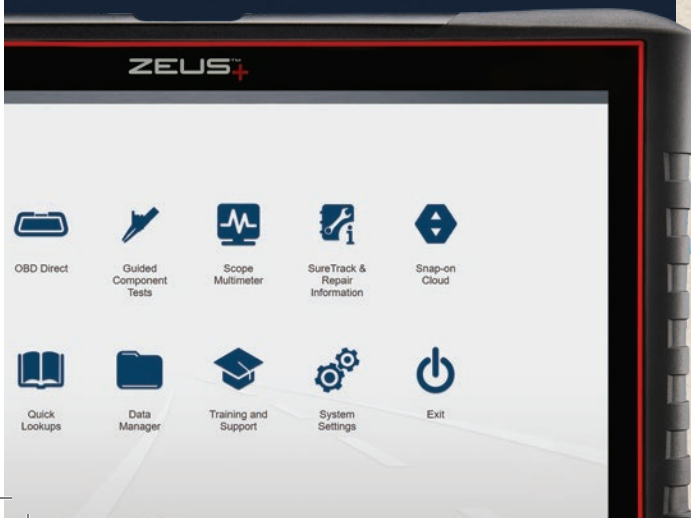 ZEUS™+
OBD Direct
Guided
Component
Tests
Scope
Multimeter
SureTrack &
Repair
Information
Snap-on
Cloud
Quick
Lookups
Data
Manager
Training and
Support
System
Settings
Exit